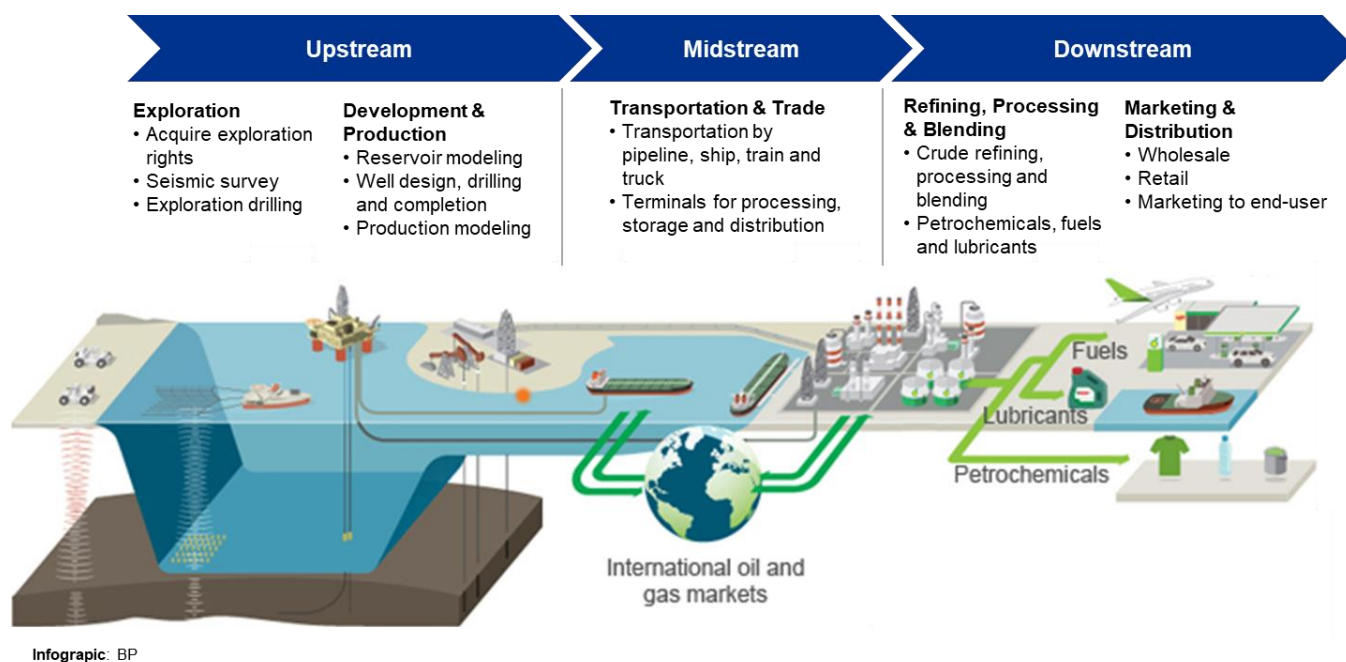 Upstream
Midstream
Downstream
Exploration
• Acquire exploration
rights
• Seismic survey
• Exploration drilling
Development &
Production
• Reservoir modeling
• Well design, drilling
and completion
• Production modeling
Transportation & Trade
• Transportation by
pipeline, ship, train and
truck
• Terminals for processing,
storage and distribution
Refining, Processing
& Blending
• Crude refining,
processing and
blending
• Petrochemicals, fuels
and lubricants
Marketing &
Distribution
• Wholesale
• Retail
• Marketing to end-user
Fuels
Lubricants
Petrochemicals
International oil and
gas markets
Infograpic: BP